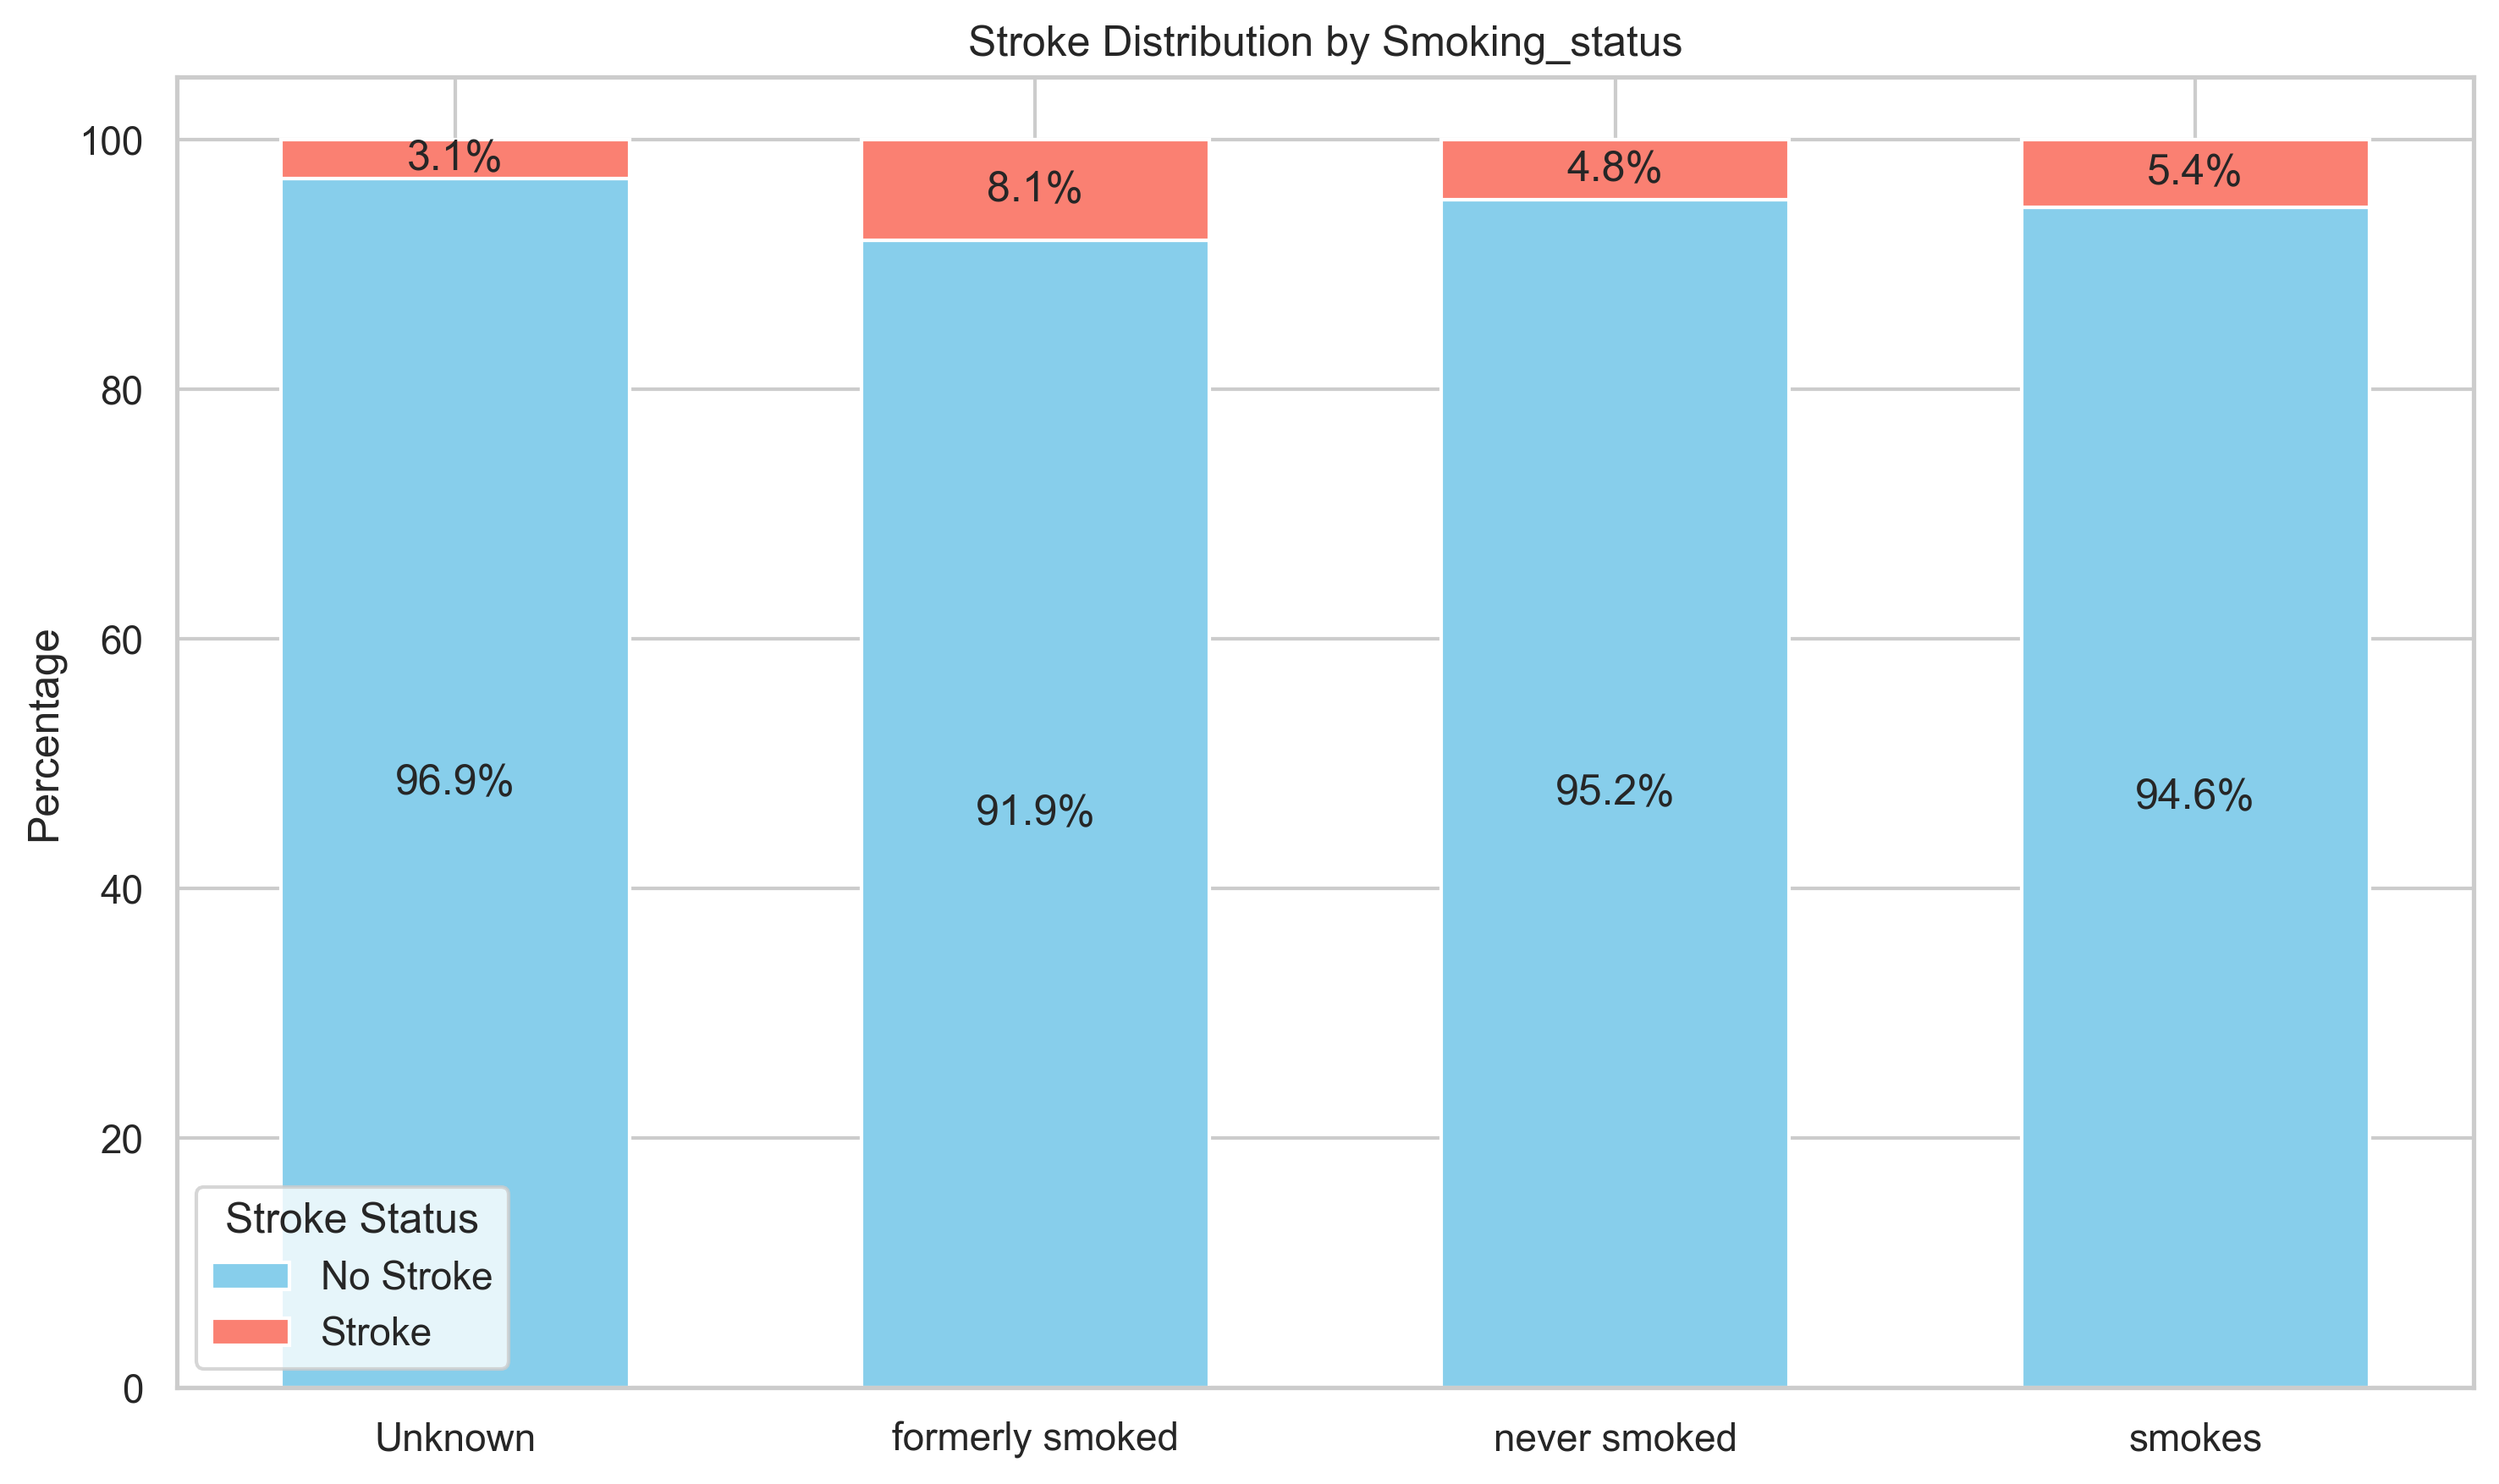 Stroke Distribution by Smoking_status
Percentage
100
80
60
40
20
0
3.1%
8.1%
4.8%
5.4%
96.9%
91.9%
95.2%
94.6%
Stroke Status
No Stroke
Stroke
Unknown
formerly smoked
never smoked
smokes